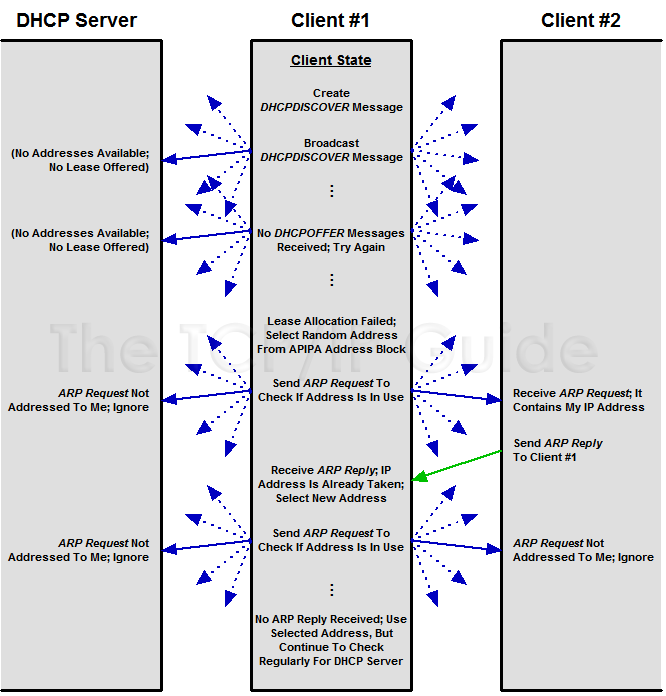 DHCP Server
Client #1
Client #2
Client State
Create
DHCPDISCOVER Message
Broadcast
DHCPDISCOVER Message
(No Addresses Available;
No Lease Offered)
No DHCPOFFER Messages
Received; Try Again
(No Addresses Available;
No Lease Offered)
Lease Allocation Failed;
Select Random Address
From APIPA Address Block
The TCP/IP Guide
Send ARP Request To
Check If Address Is In Use
ARP Request Not
Addressed To Me; Ignore
Receive ARP Request; It
Contains My IP Address
Send ARP Reply
To Client #1
Receive ARP Reply; IP
Address Is Already Taken;
Select New Address
Send ARP Request To
Check If Address Is In Use
ARP Request Not
Addressed To Me; Ignore
ARP Request Not
Addressed To Me; Ignore
No ARP Reply Received; Use
Selected Address, But
Continue To Check
Regularly For DHCP Server